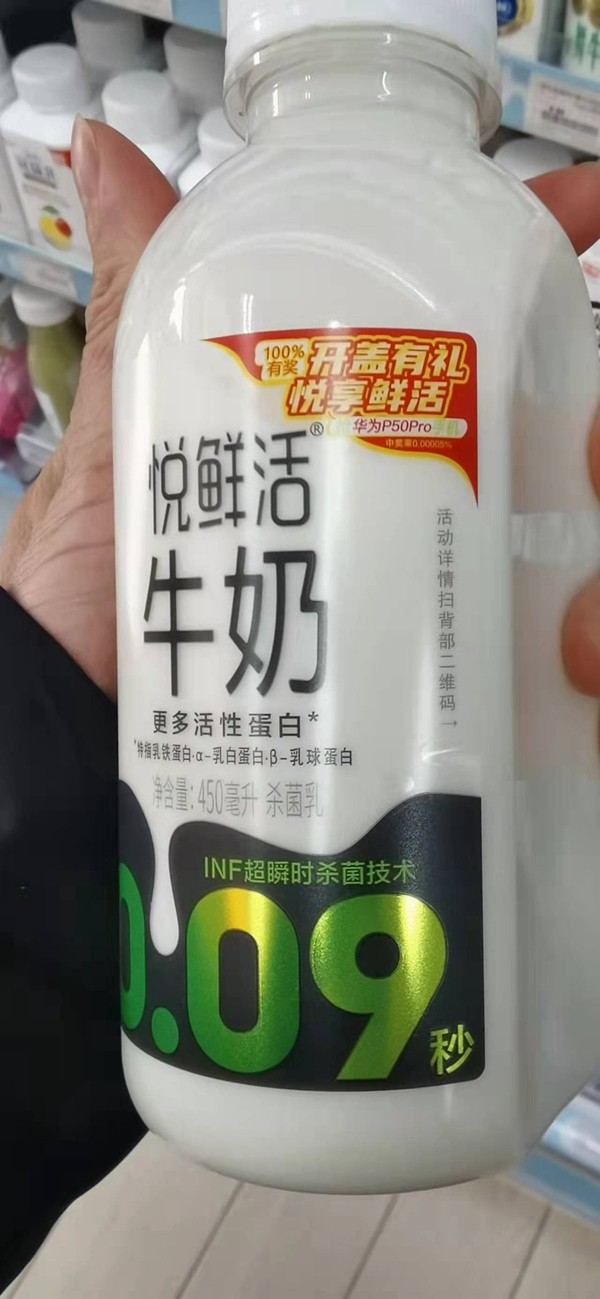 100%
有奖
开盖有礼
悦享鲜活
华为P50Pro手机
中奖率0.00005%
悦鲜活®
牛奶
活动详情扫背部二维码→
更多活性蛋白*
*特指乳铁蛋白·α-乳白蛋白·β-乳球蛋白
净含量:450毫升 杀菌乳
INF超瞬时杀菌技术
0.09
秒